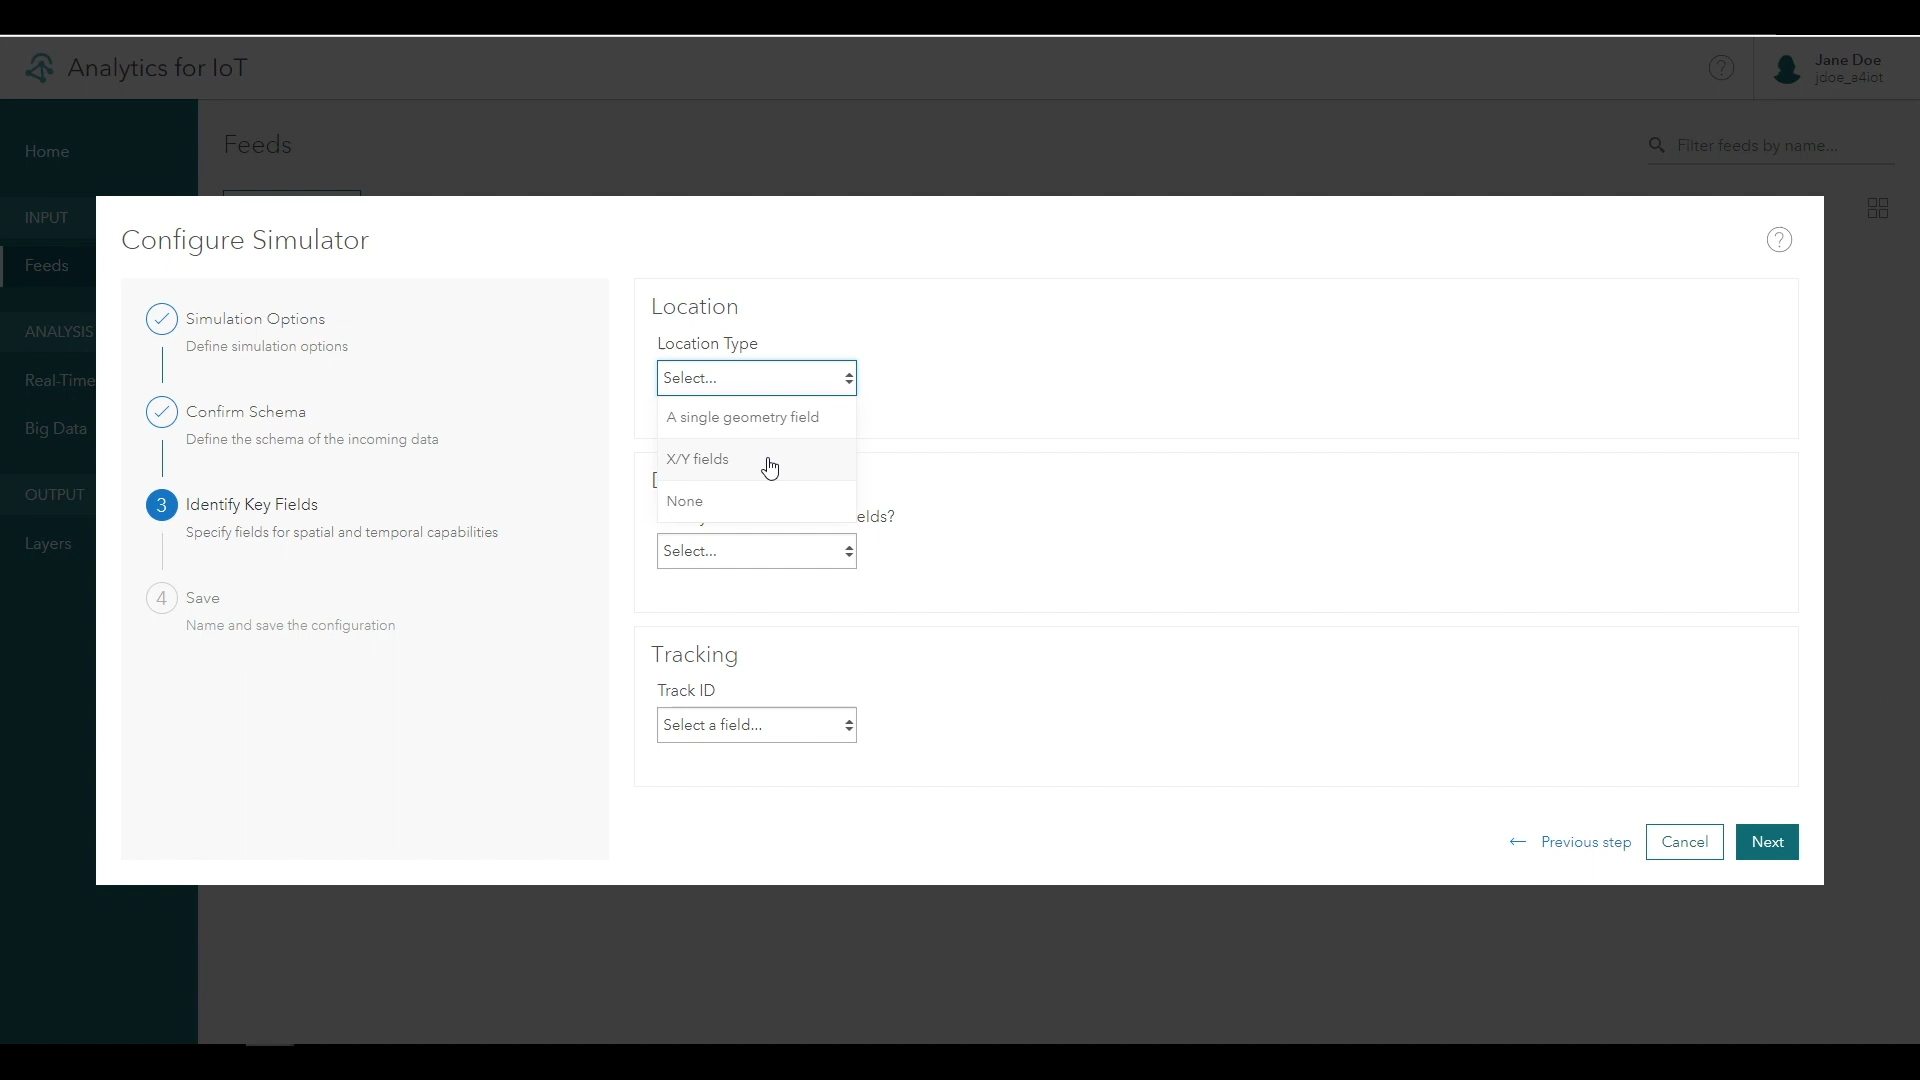 Analytics for IoT
Jane Doe
jdoe_a4iot
Home
Feeds
Filter feeds by name...
INPUT
Feeds
ANALYSIS
Real-Time
Big Data
OUTPUT
Layers
Configure Simulator
Simulation Options
Define simulation options
Confirm Schema
Define the schema of the incoming data
3 Identify Key Fields
Specify fields for spatial and temporal capabilities
4 Save
Name and save the configuration
Location
Location Type
Select...
A single geometry field
X/Y fields
None
elds?
Select...
Tracking
Track ID
Select a field...
← Previous step
Cancel
Next